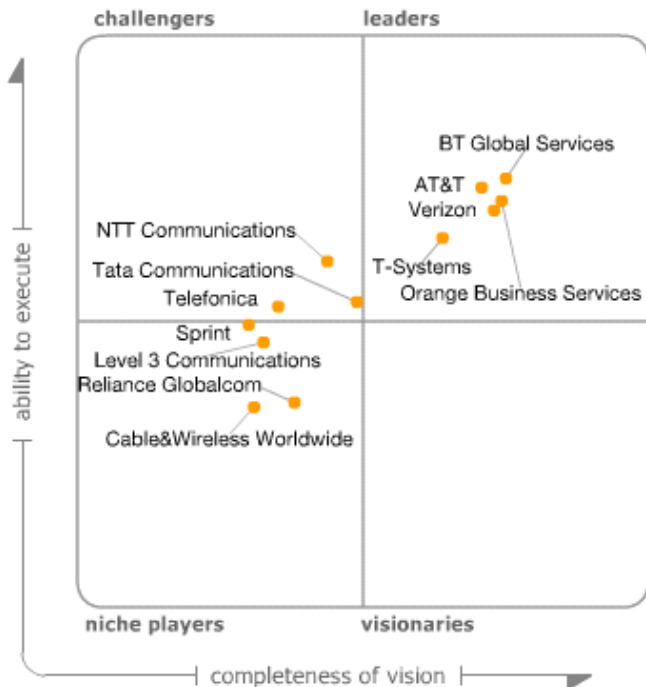 challengers
leaders
BT Global Services
AT&T
Verizon
NTT Communications
T-Systems
Tata Communications
Orange Business Services
Telefonica
Sprint
Level 3 Communications
Reliance Globalcom
Cable&Wireless Worldwide
ability to execute
niche players
visionaries
completeness of vision